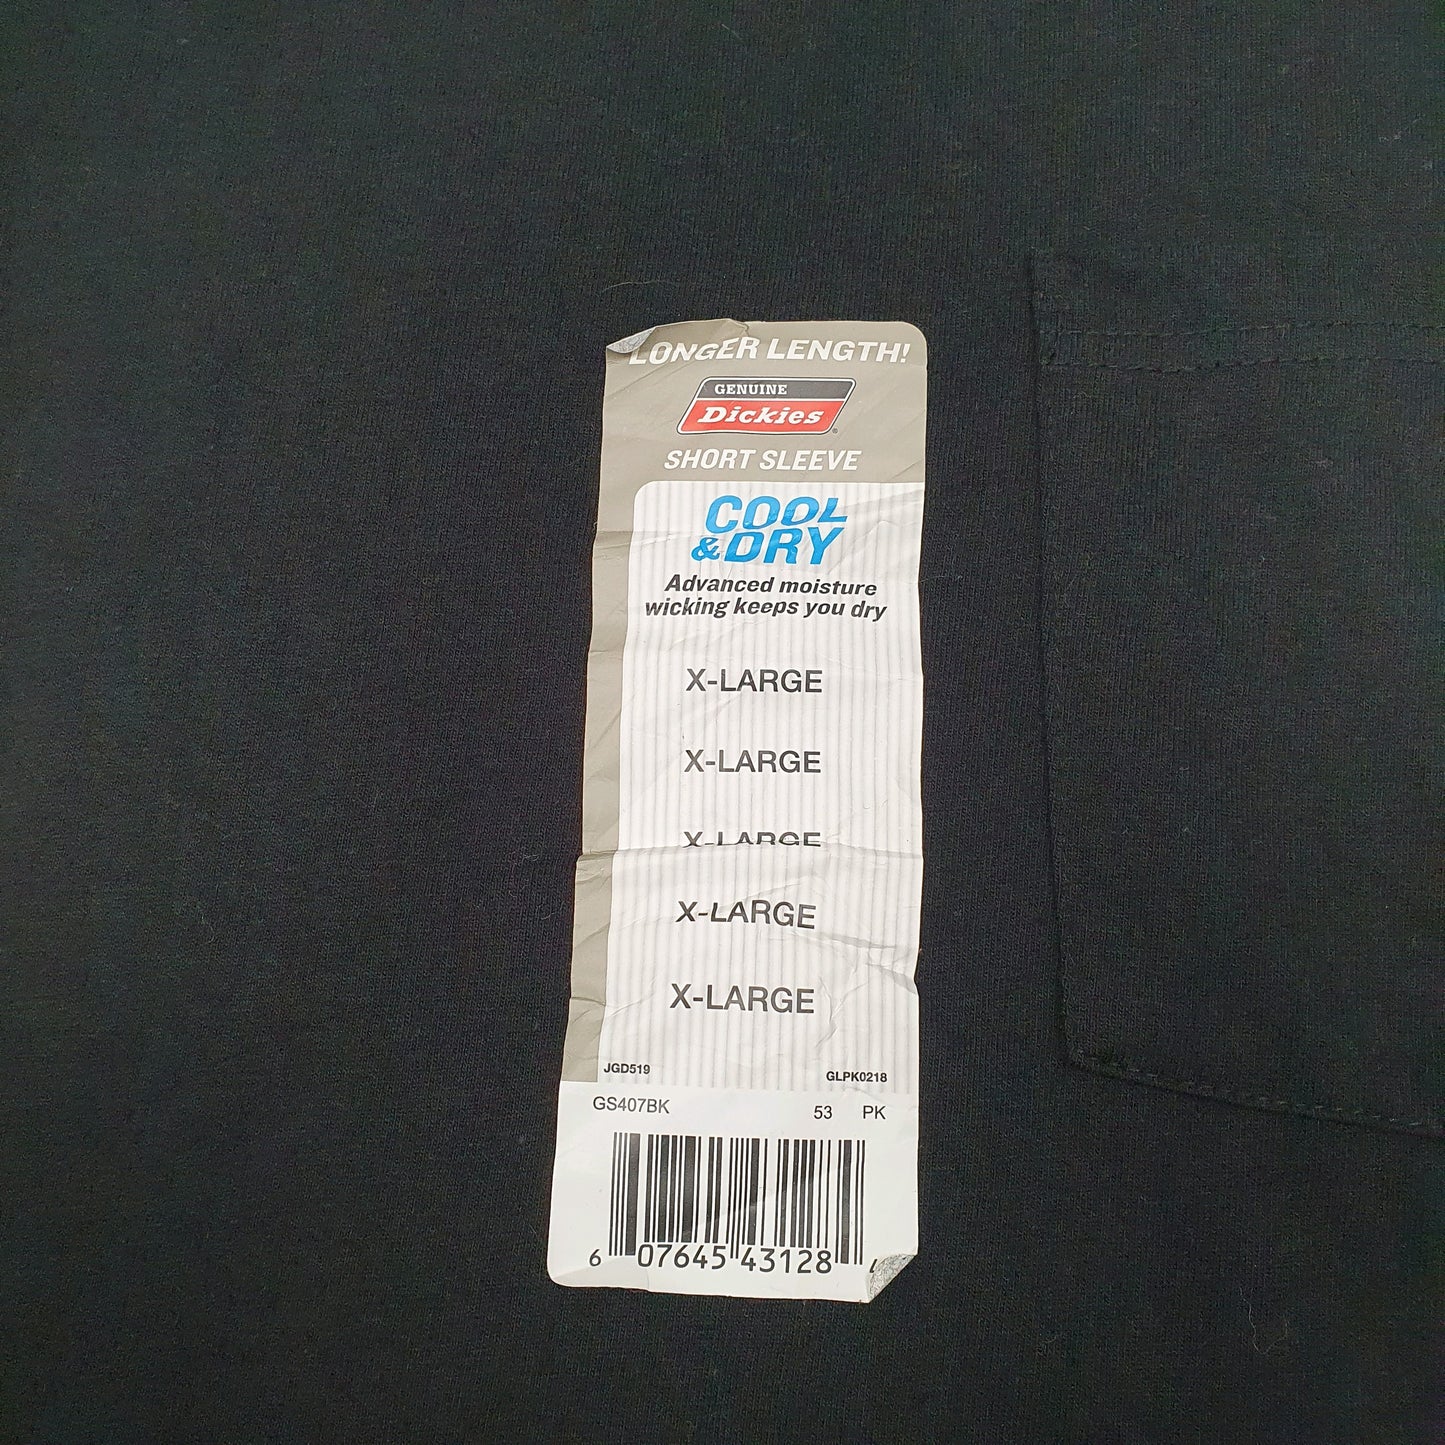 LONGER LENGTH!
GENUINE
Dickies
®
SHORT SLEEVE
COOL
& DRY
Advanced moisture
wicking keeps you dry
X-LARGE
X-LARGE
X-LARGE
X-LARGE
X-LARGE
JGD519 GLPK0218
GS407BK 53 PK
6 07645 43128